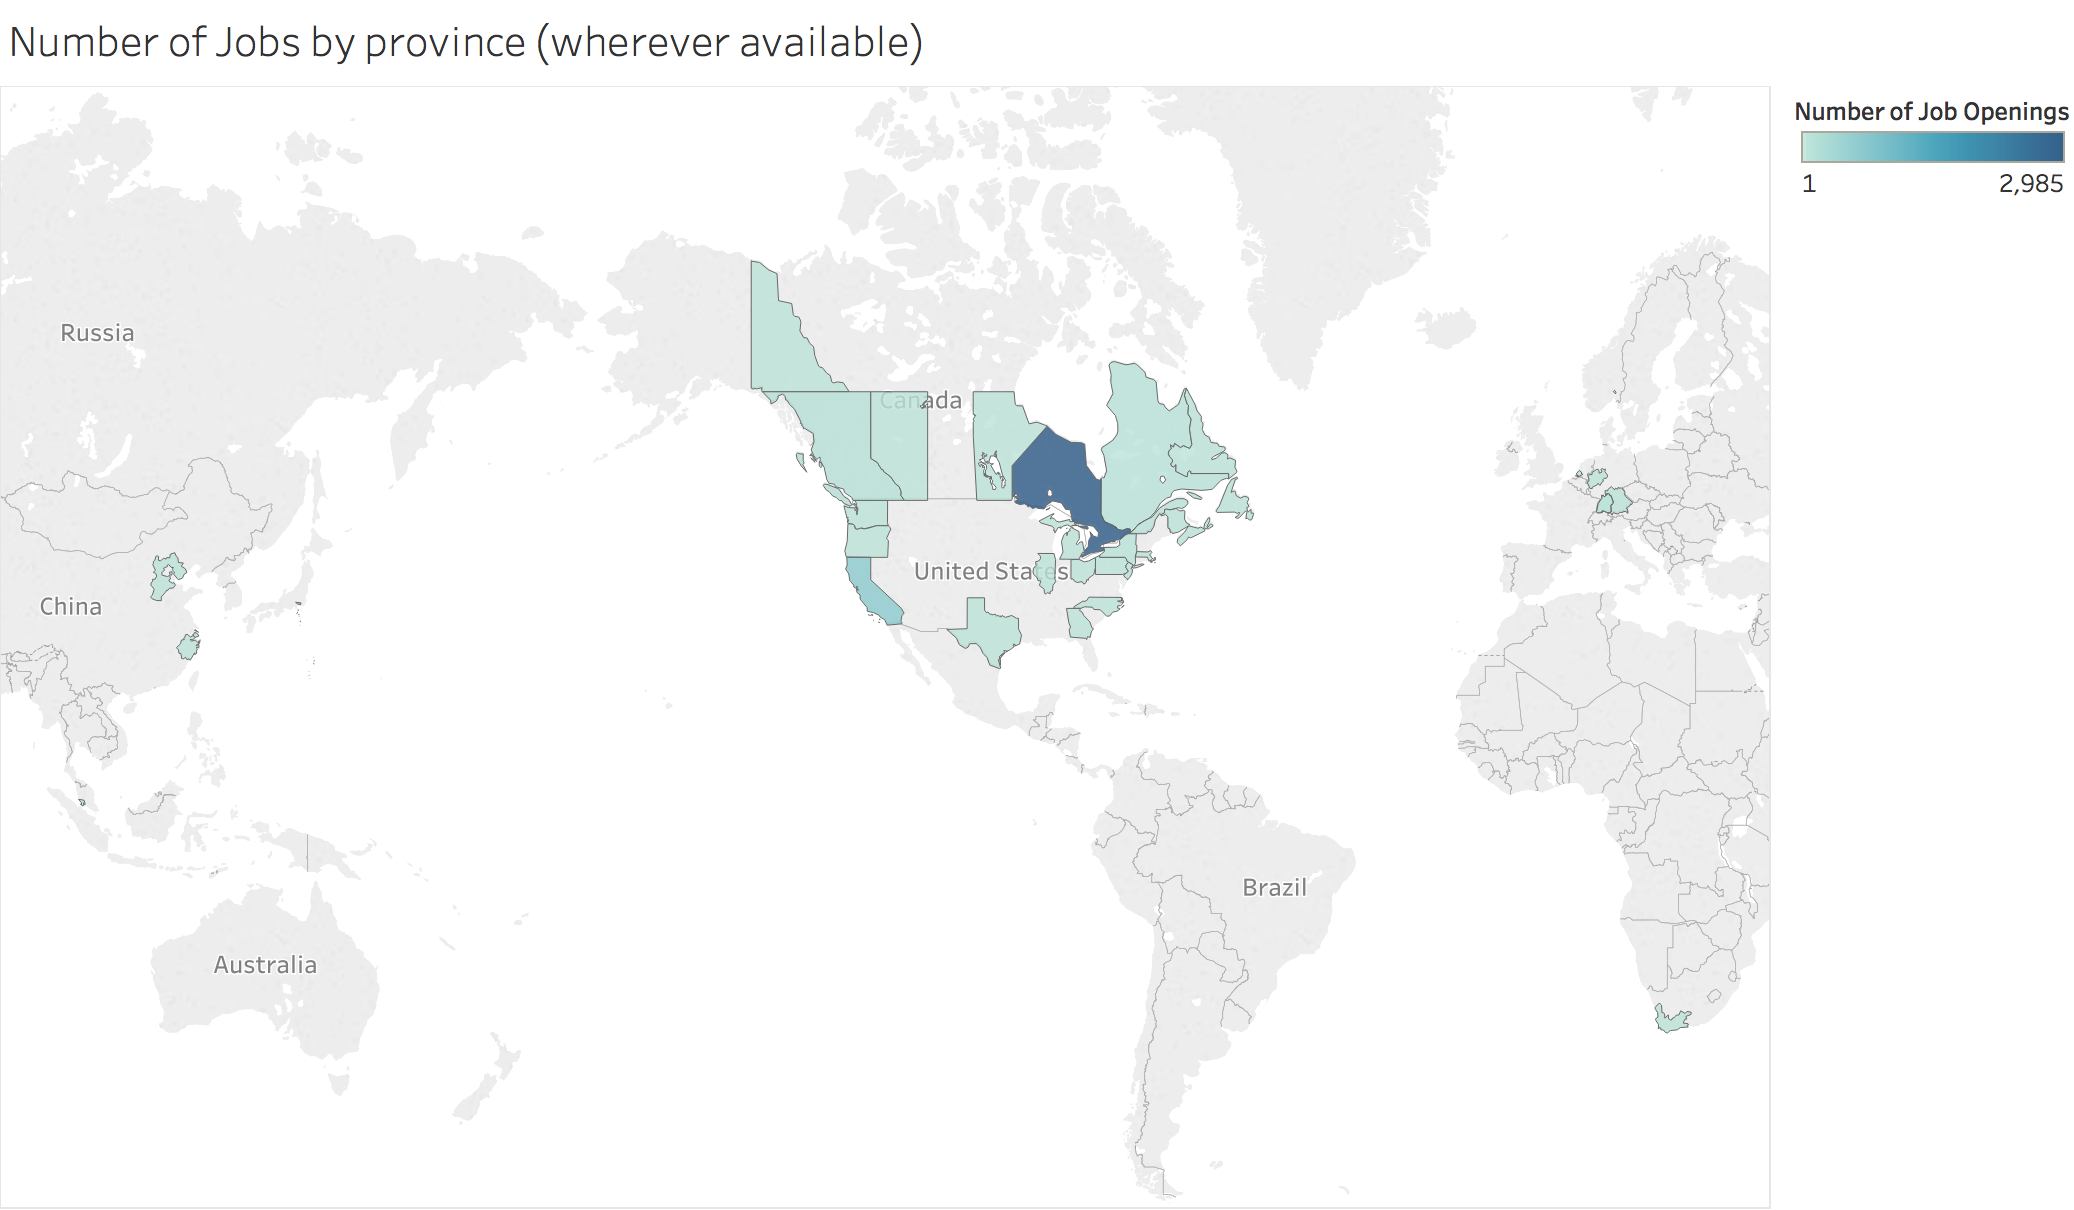 Number of Jobs by province (wherever available)
Number of Job Openings
1 2,985
Russia
Canada
United States
China
Brazil
Australia